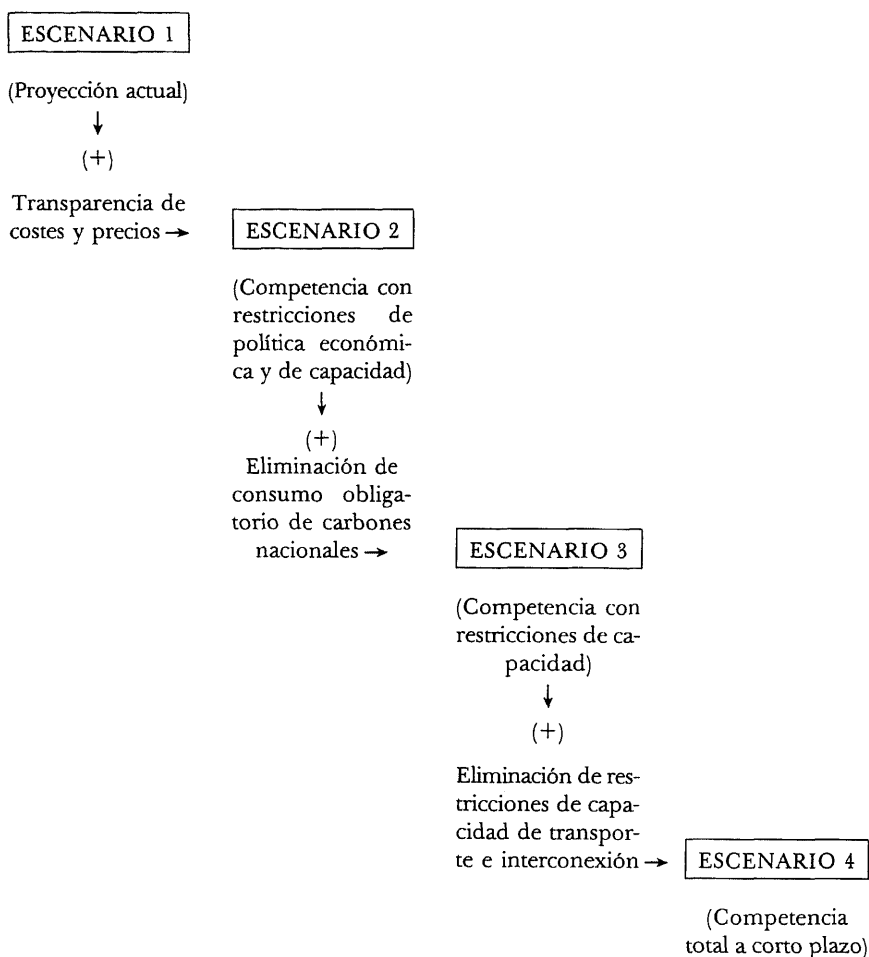 ESCENARIO 1
(Proyección actual)
↓
(+)
Transparencia de
costes y precios →
ESCENARIO 2
(Competencia con
restricciones de
política económi-
ca y de capacidad)
↓
(+)
Eliminación de
consumo obliga-
torio de carbones
nacionales →
ESCENARIO 3
(Competencia con
restricciones de ca-
pacidad)
↓
(+)
Eliminación de res-
tricciones de capa-
cidad de transpor-
te e interconexión →
ESCENARIO 4
(Competencia
total a corto plazo)